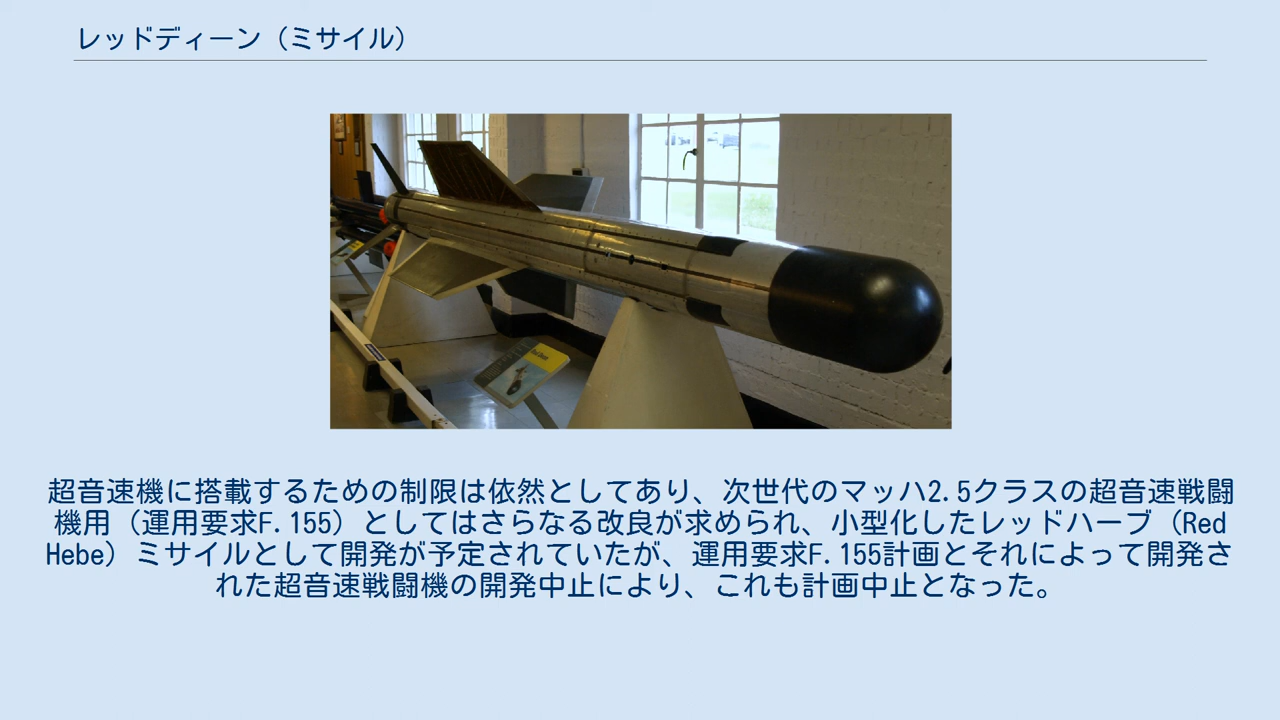 レッドディーン（ミサイル）
超音速機に搭載するための制限は依然としてあり、次世代のマッハ2.5クラスの超音速戦闘
機用（運用要求F.155）としてはさらなる改良が求められ、小型化したレッドハーブ（Red
Hebe）ミサイルとして開発が予定されていたが、運用要求F.155計画とそれによって開発さ
れた超音速戦闘機の開発中止により、これも計画中止となった。